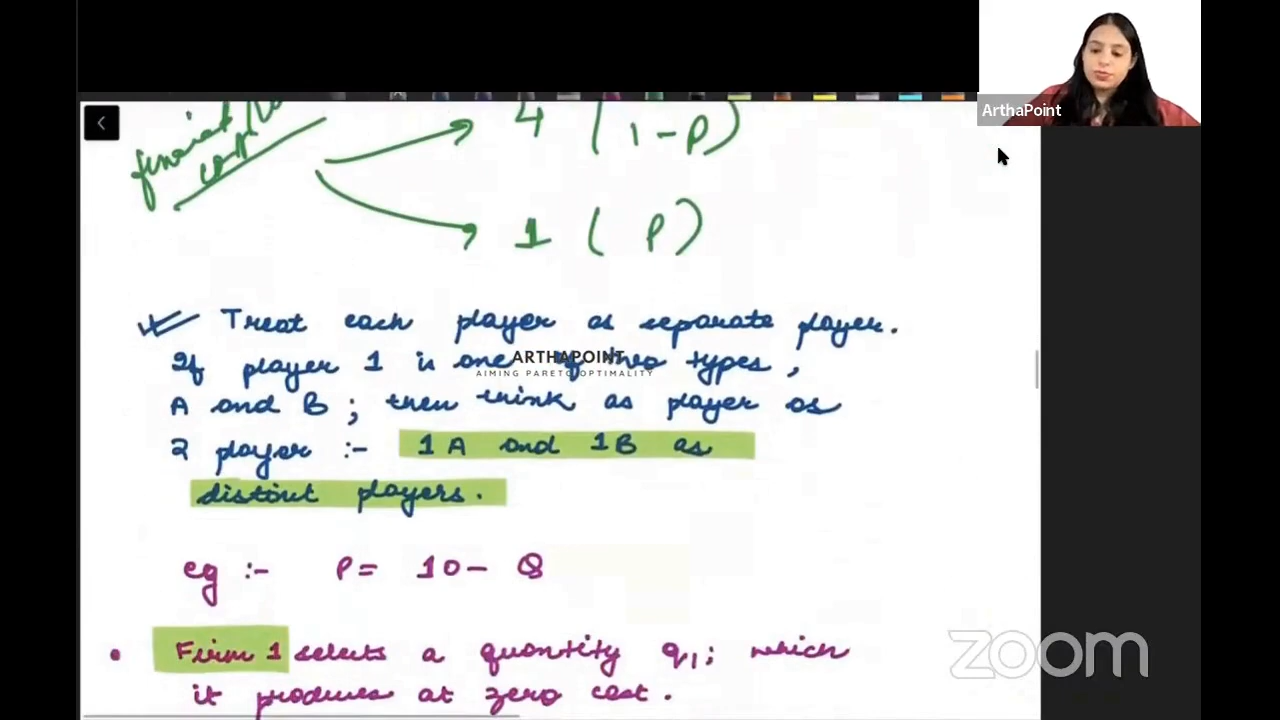 ArthaPoint
4 (1-P)
financial
1 (P)
Treat each player as separate player.
If player 1 is one of two types,
ARTHAPOINT
AIMING PARETO OPTIMALITY
A and B; then think as player as
2 player :- 1A and 1B as
distinct players.
eg :- P = 10 - Q
• Firm 1 selects a quantity q1; which
it produces at zero cost.
zoom